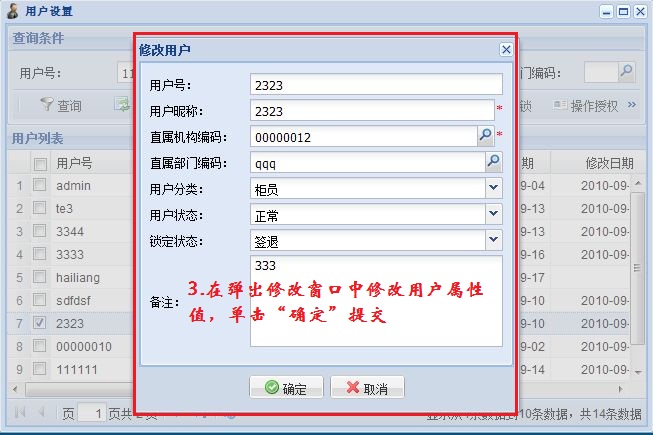 用户设置
查询条件
修改用户
用户号：
11
用户号：
2323
门编码：
用户昵称：
2323
*
查询
锁
操作授权
»
直属机构编码：
00000012
*
用户列表
直属部门编码：
qqq
用户号
期
修改日期
用户分类：
柜员
1
admin
9-04
2010-09-
2
te3
用户状态：
正常
9-13
2010-09-
3
3344
锁定状态：
签退
9-13
2010-09-
4
3333
9-16
2010-09-
备注：
333
3.在弹出修改窗口中修改用户属性
值，单击“确定”提交
5
hailiang
9-17
2010-09-
6
sdfdsf
9-10
2010-09-
7
2323
9-10
2010-09-
8
00000010
9-02
2010-09-
9
111111
9-14
2010-09-
确定
取消
页
1
页共 2 页
条数据到10条数据，共14条数据